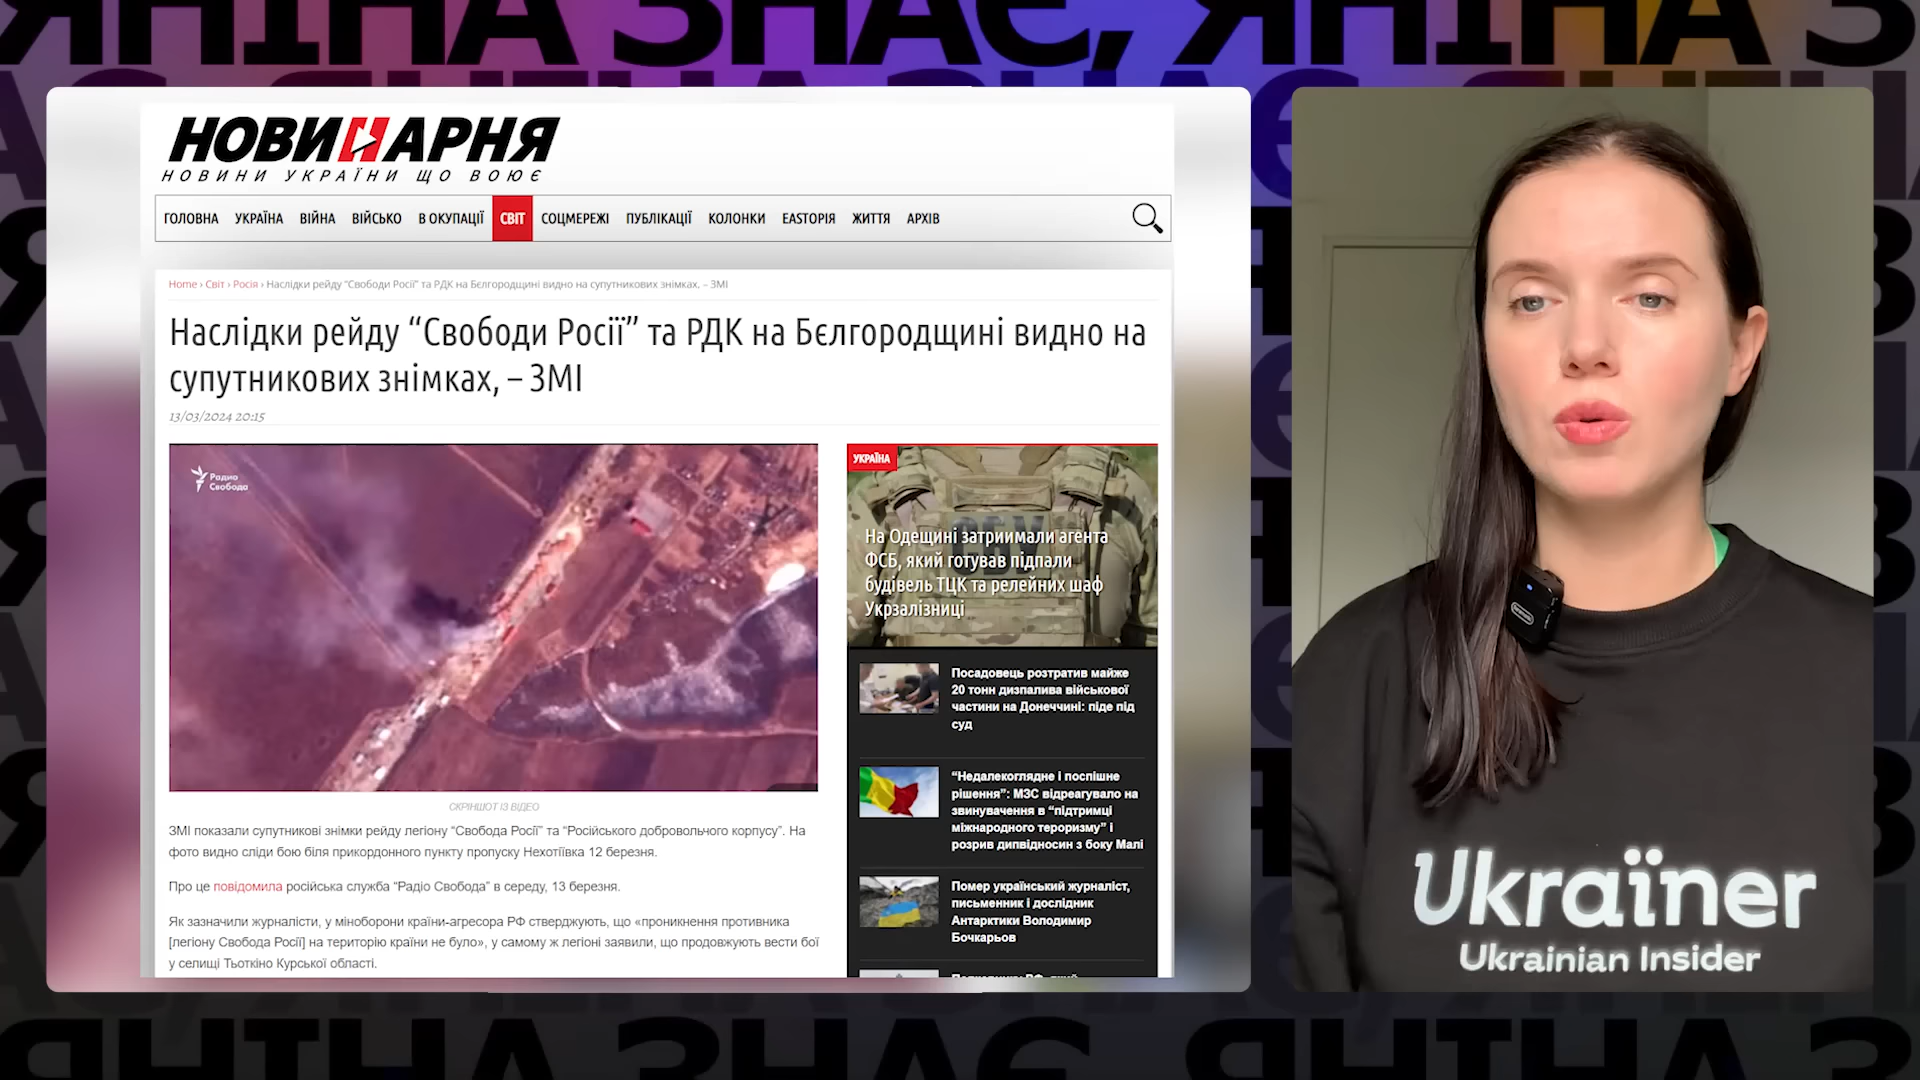 ЯНІНА ЗНАЄ, ЯНІНА З
НОВИНАРНЯ
НОВИНИ УКРАЇНИ ЩО ВОЮЄ
ГОЛОВНА УКРАЇНА ВІЙНА ВІЙСЬКО В ОКУПАЦІЇ СВІТ СОЦМЕРЕЖІ ПУБЛІКАЦІЇ КОЛОНКИ EASTОРІЯ ЖИТТЯ АРХІВ
Home › Світ › Росія › Наслідки рейду “Свободи Росії” та РДК на Бєлгородщині видно на супутникових знімках, – ЗМІ
Наслідки рейду “Свободи Росії” та РДК на Бєлгородщині видно на
супутникових знімках, – ЗМІ
13/03/2024 20:15
Радио
Свобода
СКРІНШОТ ІЗ ВІДЕО
ЗМІ показали супутникові знімки рейду легіону “Свобода Росії” та “Російського добровольчого корпусу”. На
фото видно сліди бою біля прикордонного пункту пропуску Нехотіївка 12 березня.
Про це повідомила російська служба “Радіо Свобода” в середу, 13 березня.
Як зазначили журналісти, у міноборони країни-агресора РФ стверджують, що «проникнення противника
[легіону Свобода Росії] на територію країни не було», у самому ж легіоні заявили, що продовжують вести бої
у селищі Тьоткіно Курської області.
УКРАЇНА
СБУ
На Одещині затриимали агента
ФСБ, який готував підпали
будівель ТЦК та релейних шаф
Укрзалізниці
Посадовець розтратив майже
20 тонн дизпалива військової
частини на Донеччині: піде під
суд
“Недалекоглядне і поспішне
рішення”: МЗС відреагувало на
звинувачення в “підтримці
міжнародного тероризму” і
розрив дипвідносин з боку Малі
Помер український журналіст,
письменник і дослідник
Антарктики Володимир
Бочкарьов
Ukraïner
Ukrainian Insider
ЯНІНА ЗНАЄ, ЯНІНА З